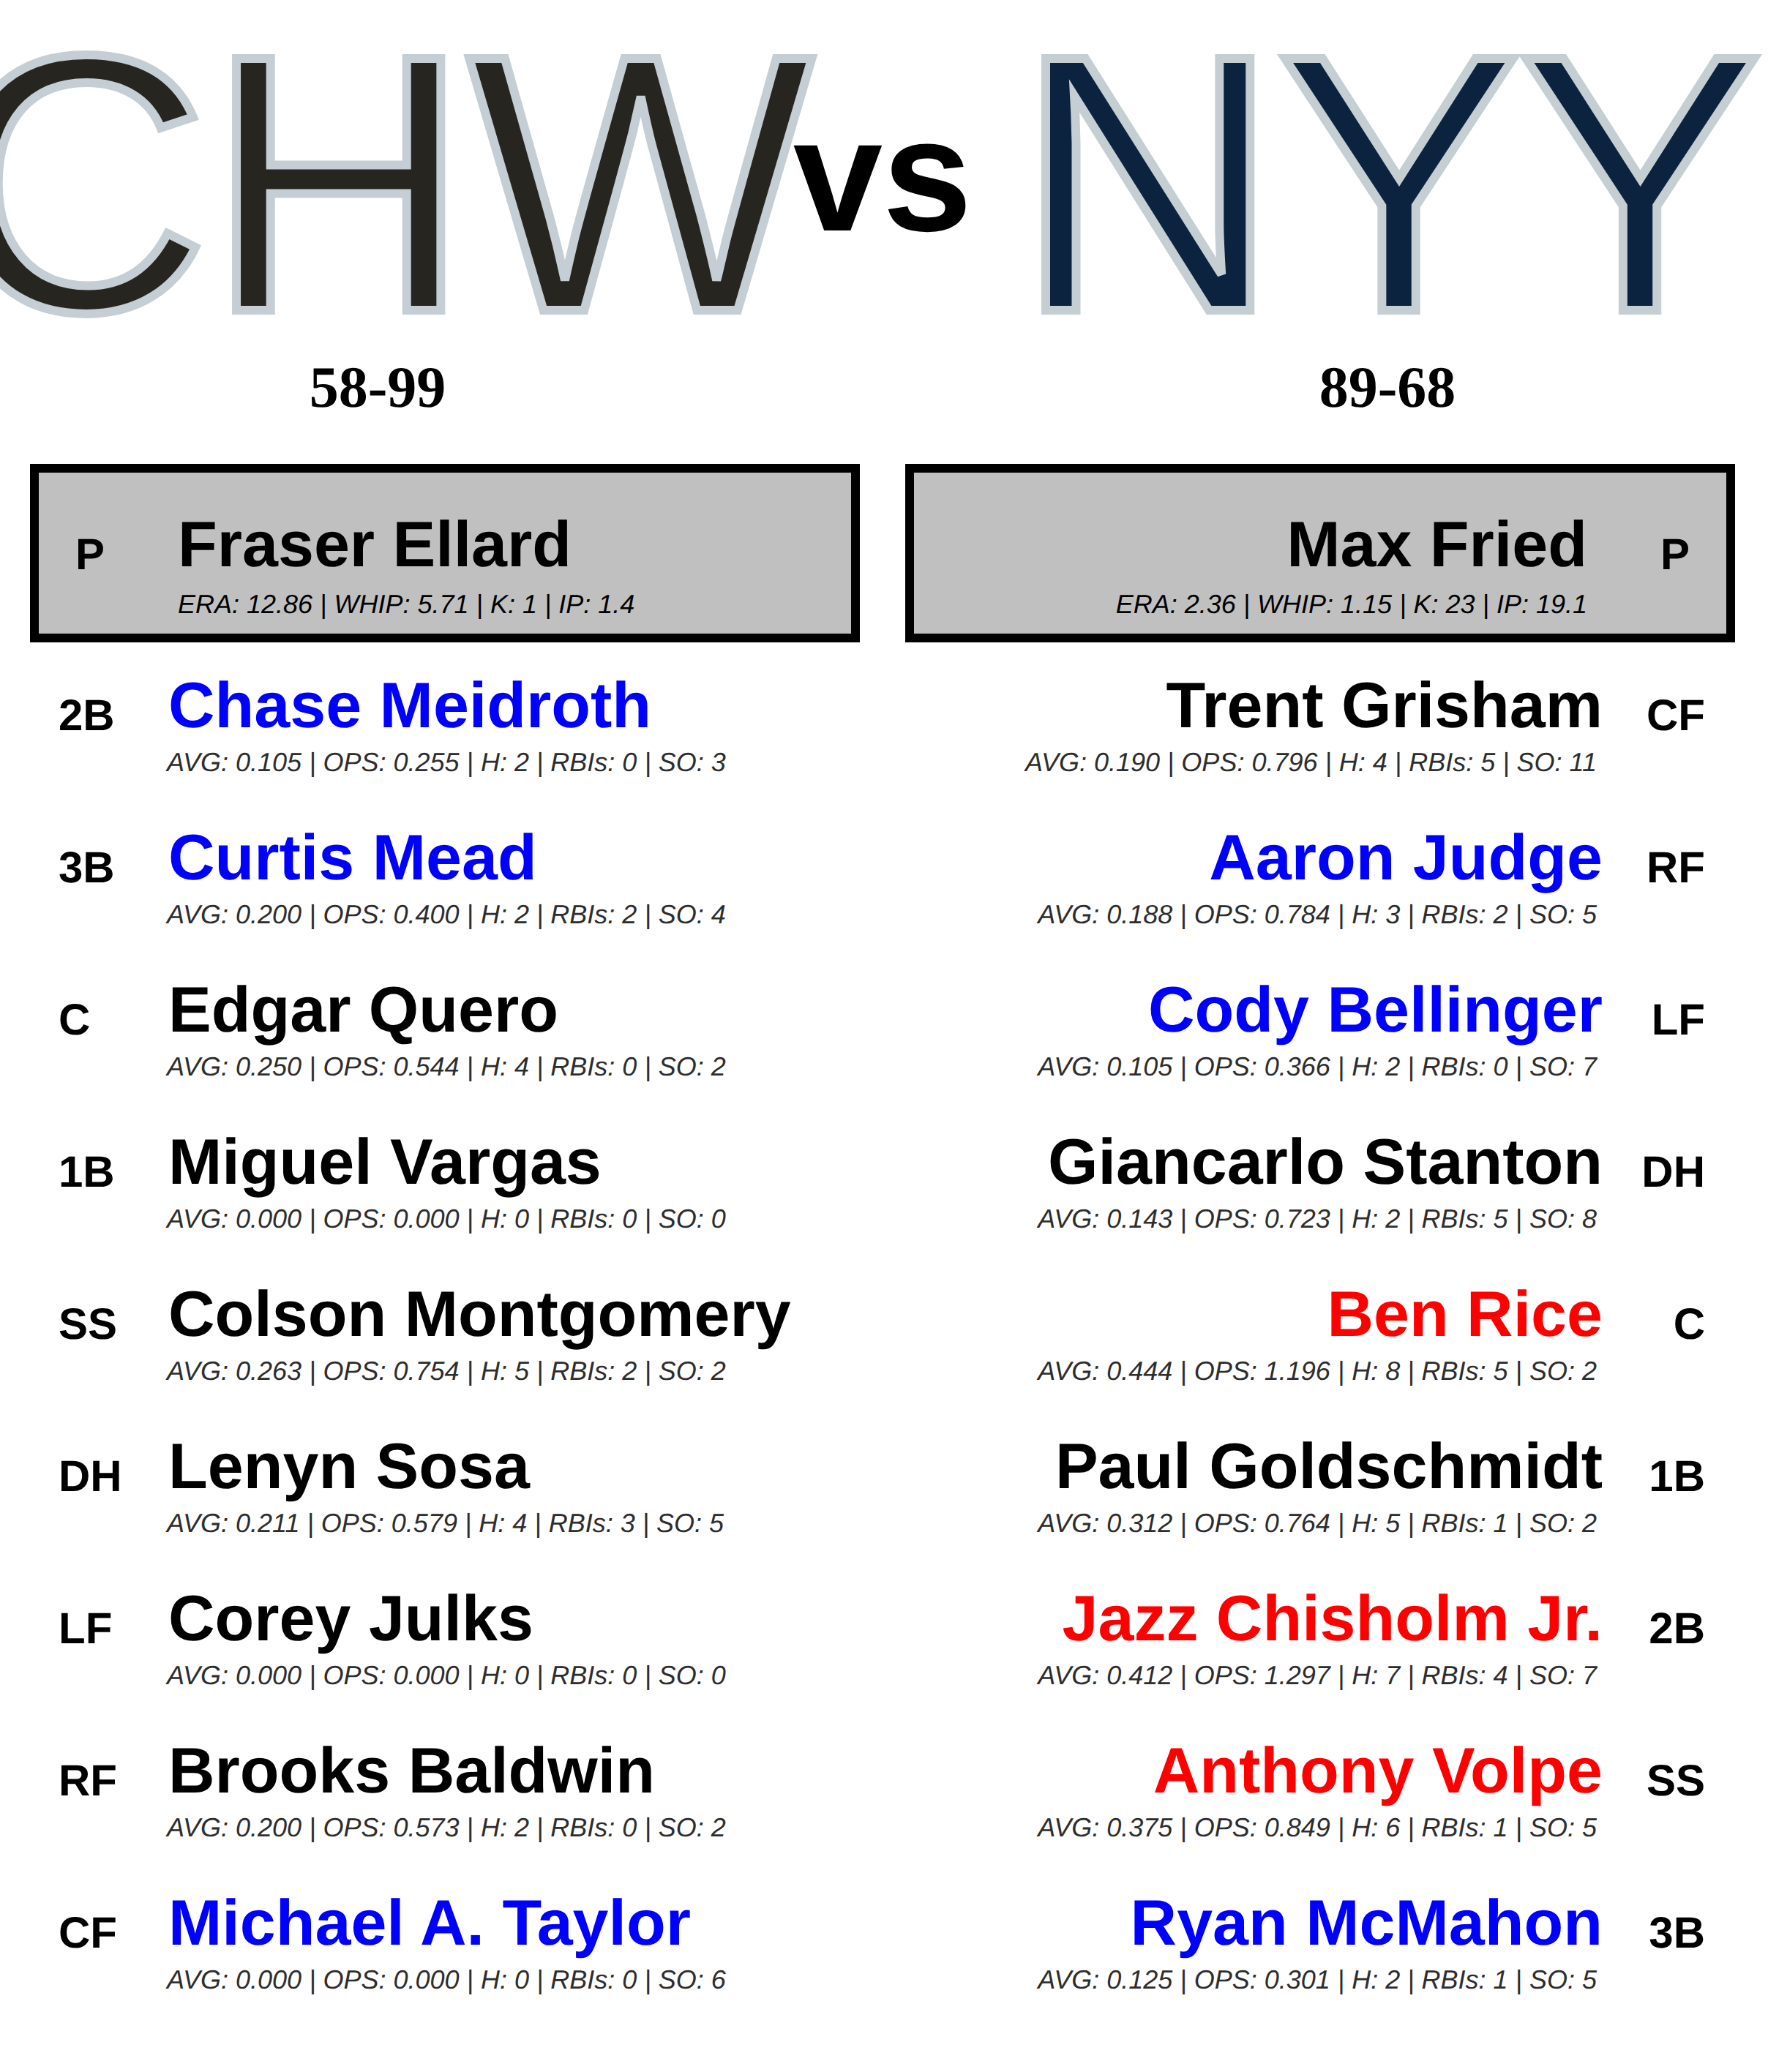 CHW vs NYY
58-99
89-68
P Fraser Ellard
ERA: 12.86 | WHIP: 5.71 | K: 1 | IP: 1.4
Max Fried P
ERA: 2.36 | WHIP: 1.15 | K: 23 | IP: 19.1
2B Chase Meidroth
AVG: 0.105 | OPS: 0.255 | H: 2 | RBIs: 0 | SO: 3
3B Curtis Mead
AVG: 0.200 | OPS: 0.400 | H: 2 | RBIs: 2 | SO: 4
C Edgar Quero
AVG: 0.250 | OPS: 0.544 | H: 4 | RBIs: 0 | SO: 2
1B Miguel Vargas
AVG: 0.000 | OPS: 0.000 | H: 0 | RBIs: 0 | SO: 0
SS Colson Montgomery
AVG: 0.263 | OPS: 0.754 | H: 5 | RBIs: 2 | SO: 2
DH Lenyn Sosa
AVG: 0.211 | OPS: 0.579 | H: 4 | RBIs: 3 | SO: 5
LF Corey Julks
AVG: 0.000 | OPS: 0.000 | H: 0 | RBIs: 0 | SO: 0
RF Brooks Baldwin
AVG: 0.200 | OPS: 0.573 | H: 2 | RBIs: 0 | SO: 2
CF Michael A. Taylor
AVG: 0.000 | OPS: 0.000 | H: 0 | RBIs: 0 | SO: 6
Trent Grisham CF
AVG: 0.190 | OPS: 0.796 | H: 4 | RBIs: 5 | SO: 11
Aaron Judge RF
AVG: 0.188 | OPS: 0.784 | H: 3 | RBIs: 2 | SO: 5
Cody Bellinger LF
AVG: 0.105 | OPS: 0.366 | H: 2 | RBIs: 0 | SO: 7
Giancarlo Stanton DH
AVG: 0.143 | OPS: 0.723 | H: 2 | RBIs: 5 | SO: 8
Ben Rice C
AVG: 0.444 | OPS: 1.196 | H: 8 | RBIs: 5 | SO: 2
Paul Goldschmidt 1B
AVG: 0.312 | OPS: 0.764 | H: 5 | RBIs: 1 | SO: 2
Jazz Chisholm Jr. 2B
AVG: 0.412 | OPS: 1.297 | H: 7 | RBIs: 4 | SO: 7
Anthony Volpe SS
AVG: 0.375 | OPS: 0.849 | H: 6 | RBIs: 1 | SO: 5
Ryan McMahon 3B
AVG: 0.125 | OPS: 0.301 | H: 2 | RBIs: 1 | SO: 5